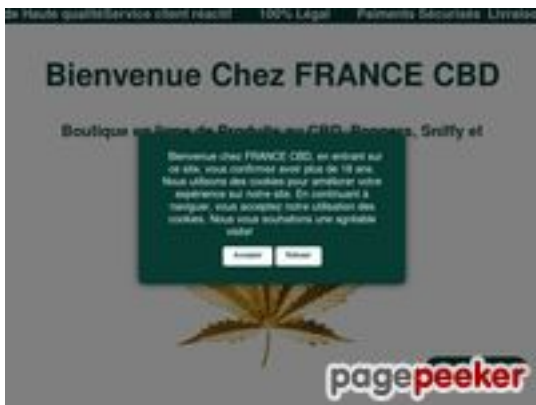 de Haute qualité Service client réactif 100% Légal Paiements Sécurisés Livraison
Bienvenue Chez FRANCE CBD
Boutique en ligne de Produits au CBD, Poppers, Sniffy et
Bienvenue chez FRANCE CBD, en entrant sur
ce site, vous confirmez avoir plus de 18 ans.
Nous utilisons des cookies pour améliorer votre
expérience sur notre site. En continuant à
naviguer, vous acceptez notre utilisation des
cookies. Nous vous souhaitons une agréable
visite!
Accepter Refuser
pagepeeker